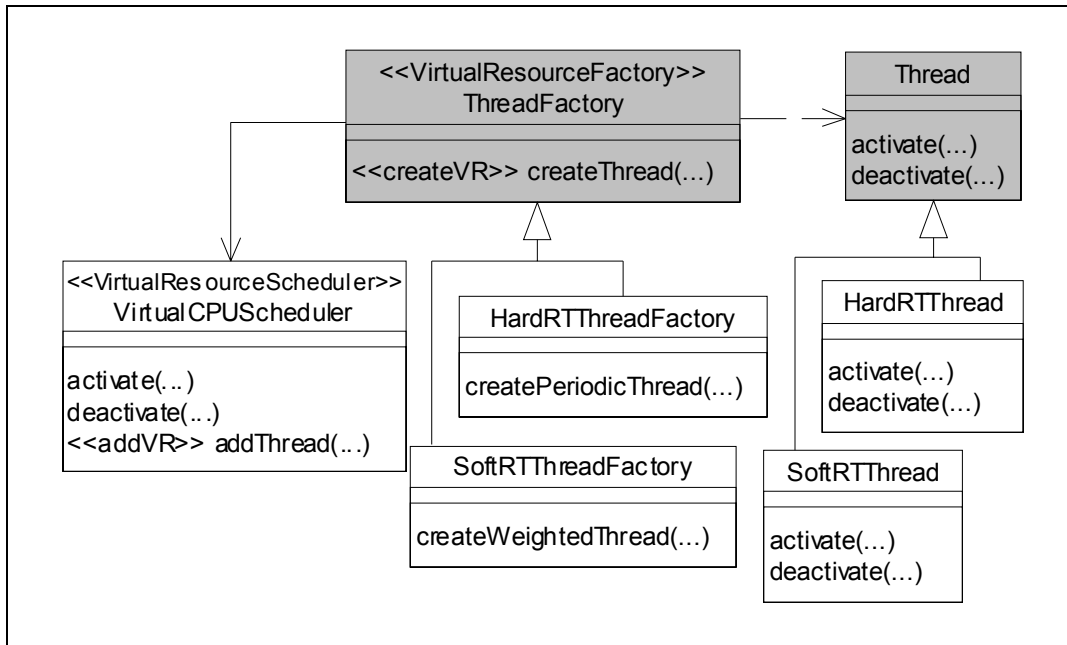 <<VirtualResourceFactory>>
ThreadFactory
<<createVR>> createThread(...)
Thread
activate(...)
deactivate(...)
<<VirtualResourceScheduler>>
VirtualCPUScheduler
activate(...)
deactivate(...)
<<addVR>> addThread(...)
HardRTThreadFactory
createPeriodicThread(...)
HardRTThread
activate(...)
deactivate(...)
SoftRTThreadFactory
createWeightedThread(...)
SoftRTThread
activate(...)
deactivate(...)